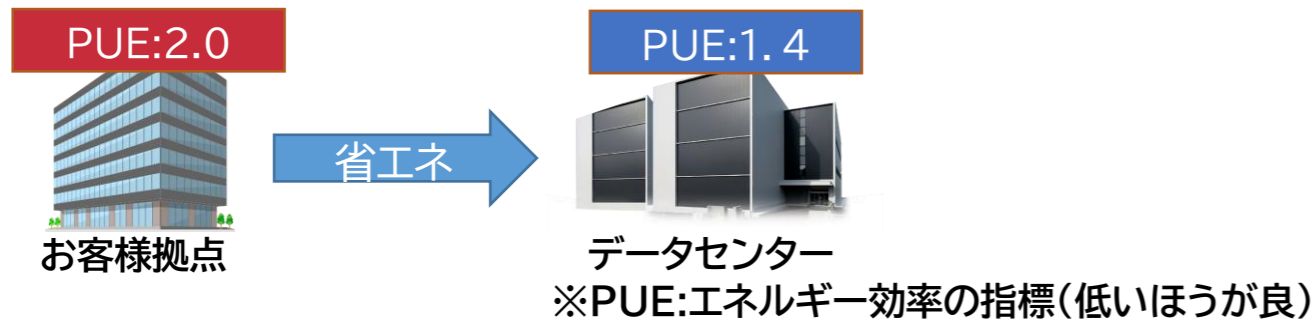 PUE:2.0
PUE:1.4
省エネ
お客様拠点
データセンター
※PUE:エネルギー効率の指標(低いほうが良)